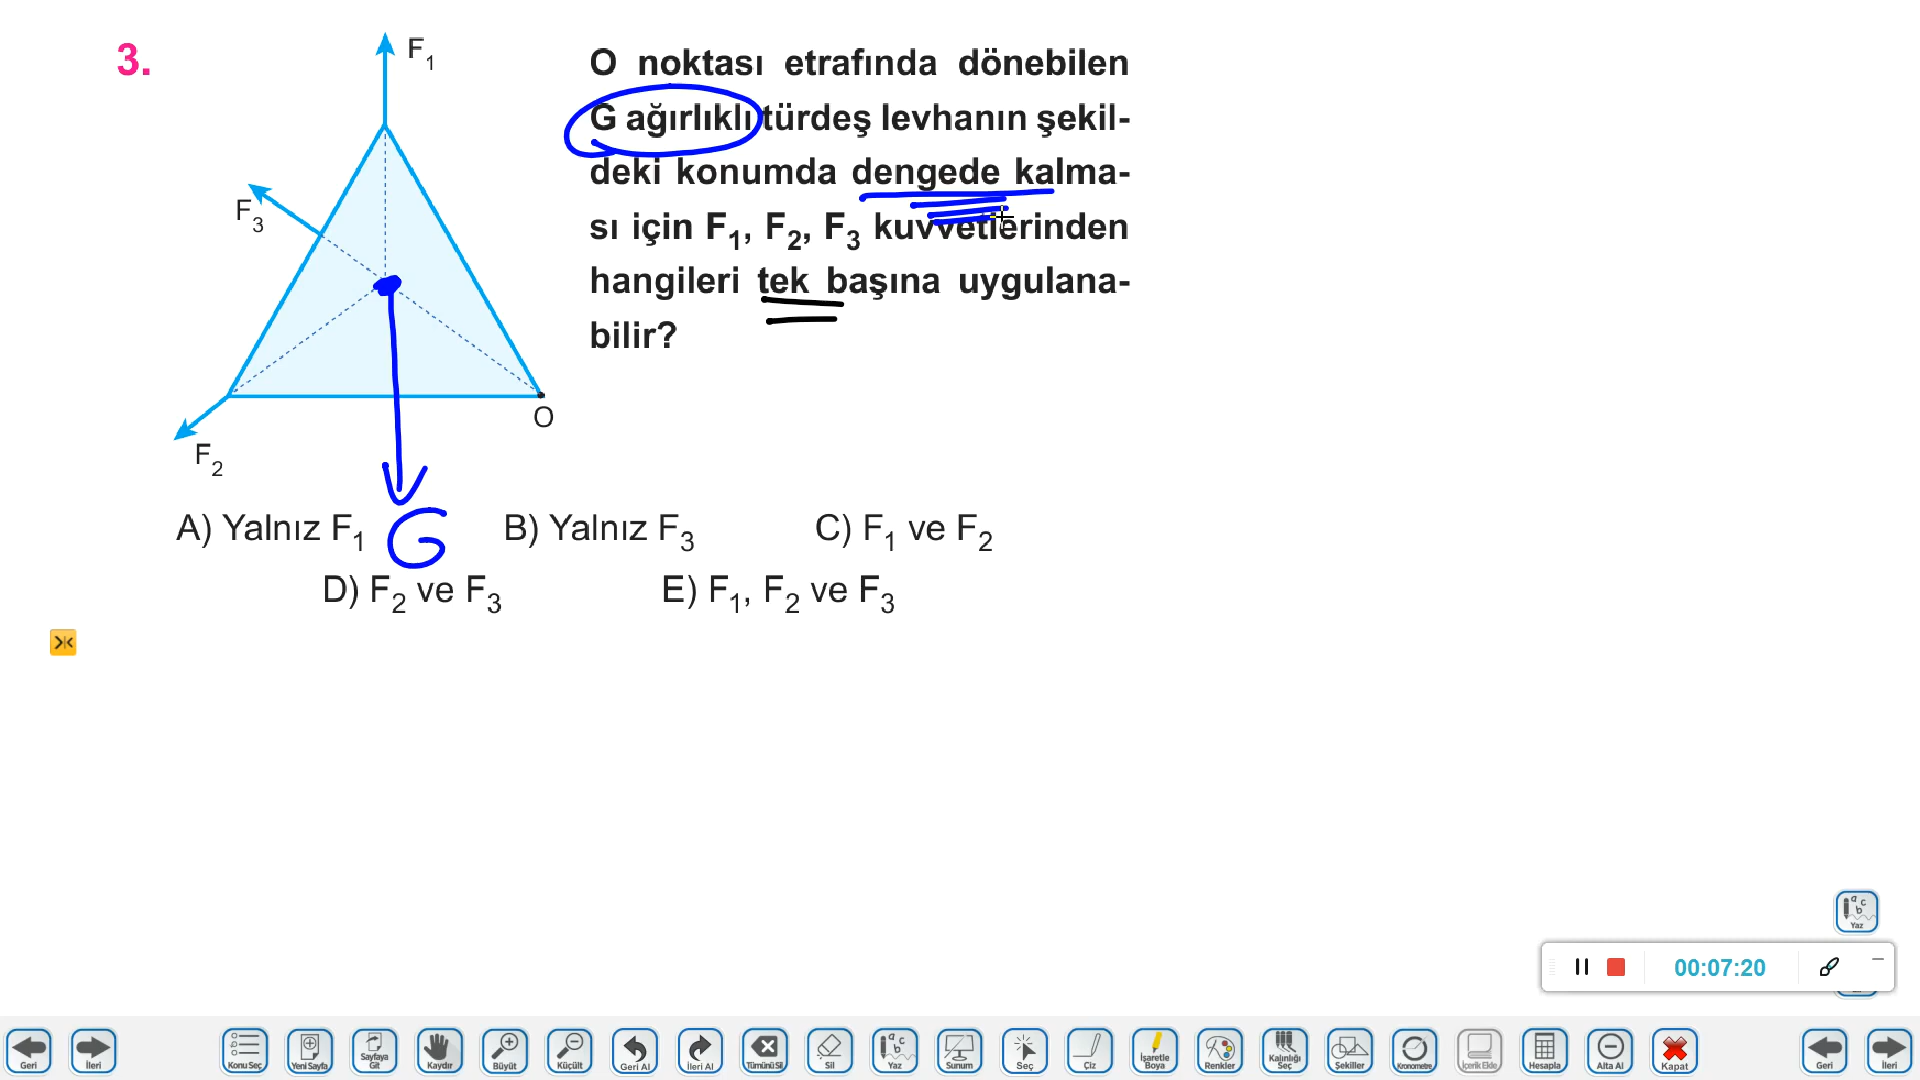 3.
F1
O noktası etrafında dönebilen
G ağırlıklı türdeş levhanın şekil-
deki konumda dengede kalma-
sı için F1, F2, F3 kuvvetlerinden
hangileri tek başına uygulana-
bilir?
F3
O
F2
A) Yalnız F1
G
B) Yalnız F3
C) F1 ve F2
D) F2 ve F3
E) F1, F2 ve F3
a b c
Yaz
00:07:20
Geri
İleri
Konu Seç
Yeni Sayfa
Sayfaya Git
Kaydır
Büyüt
Küçült
Geri Al
İleri Al
Tümünü Sil
Sil
Yaz
Sunum
Seç
Çiz
İşaretle Boya
Renkler
Kalınlığı Seç
Şekiller
Kronometre
İçerik Ekle
Hesapla
Alta Al
Kapat
Geri
İleri